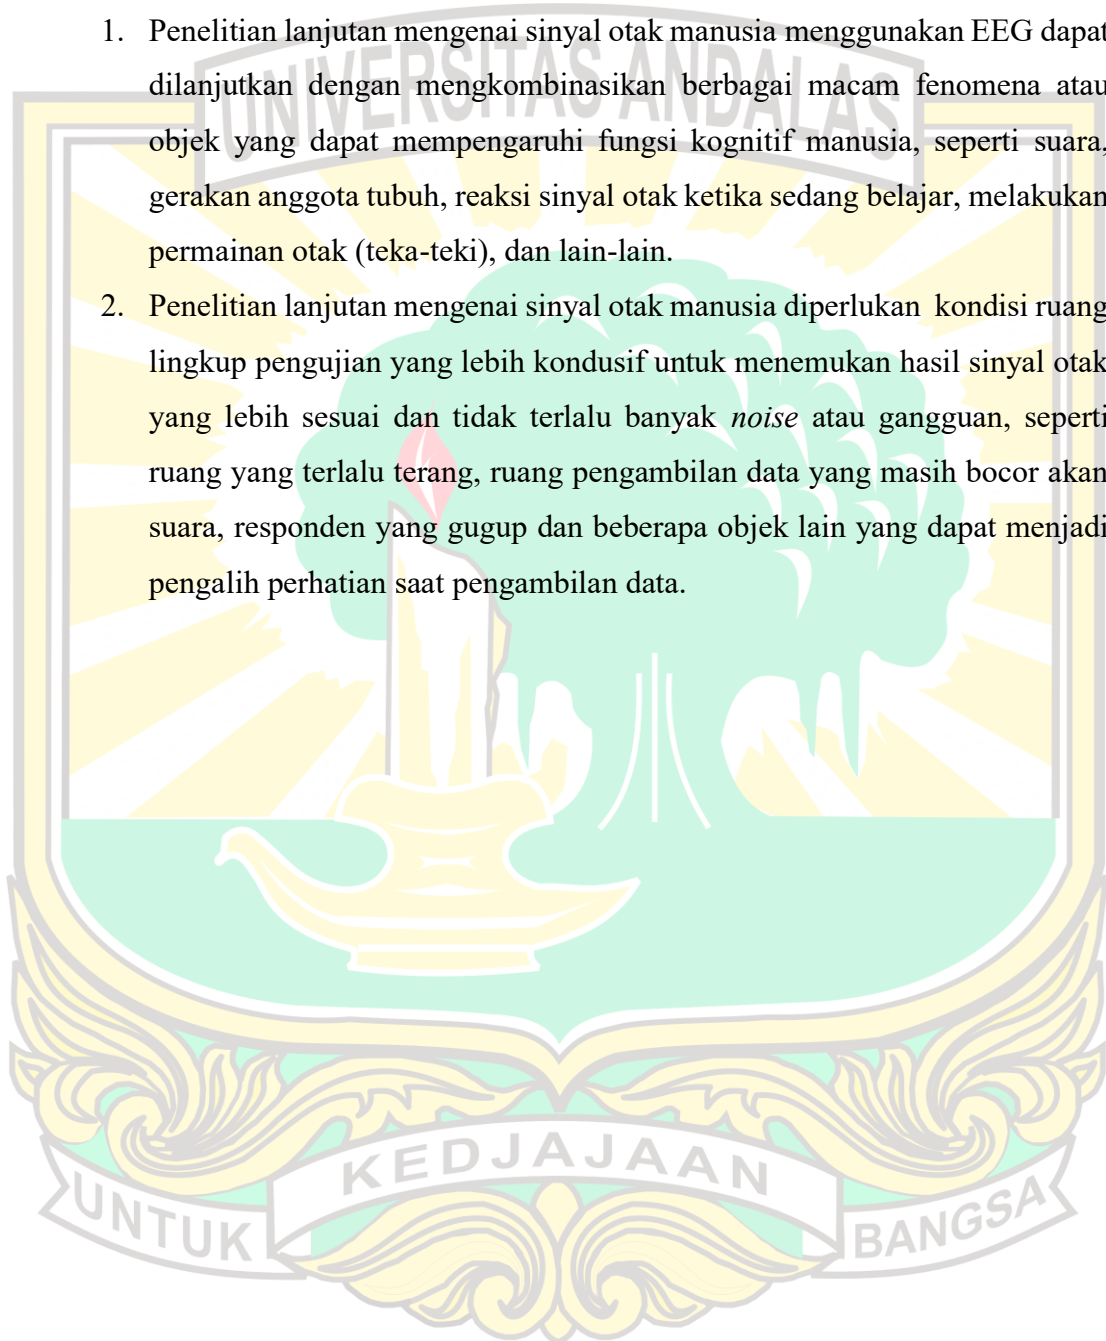 1. Penelitian lanjutan mengenai sinyal otak manusia menggunakan EEG dapat
dilanjutkan dengan mengkombinasikan berbagai macam fenomena atau
objek yang dapat mempengaruhi fungsi kognitif manusia, seperti suara,
gerakan anggota tubuh, reaksi sinyal otak ketika sedang belajar, melakukan
permainan otak (teka-teki), dan lain-lain.
2. Penelitian lanjutan mengenai sinyal otak manusia diperlukan kondisi ruang
lingkup pengujian yang lebih kondusif untuk menemukan hasil sinyal otak
yang lebih sesuai dan tidak terlalu banyak noise atau gangguan, seperti
ruang yang terlalu terang, ruang pengambilan data yang masih bocor akan
suara, responden yang gugup dan beberapa objek lain yang dapat menjadi
pengalih perhatian saat pengambilan data.
UNIVERSITAS ANDALAS
UNTUK KEDJAJAAN BANGSA